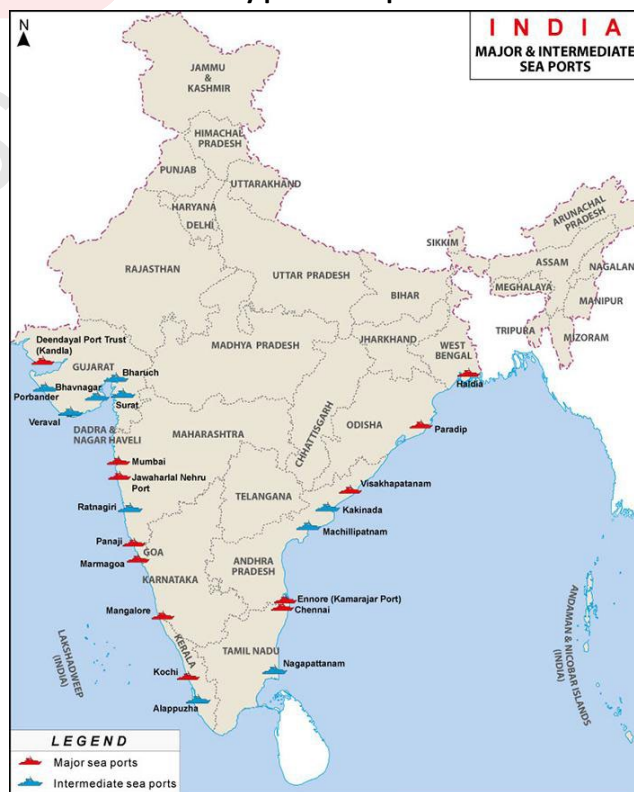 N
INDIA
MAJOR & INTERMEDIATE
SEA PORTS
JAMMU
&
KASHMIR
HIMACHAL
PRADESH
PUNJAB
UTTARAKHAND
HARYANA
DELHI
ARUNACHAL
PRADESH
SIKKIM
ASSAM
NAGALAN
MEGHALAYA
MANIPUR
TRIPURA
MIZORAM
RAJASTHAN
UTTAR PRADESH
BIHAR
JHARKHAND
WEST
BENGAL
MADHYA PRADESH
Deendayal Port Trust
(Kandla)
GUJARAT
Bharuch
Bhavnagar
Porbander
Surat
Veraval
Haldia
DADRA &
NAGAR HAVELI
MAHARASHTRA
CHHATTISGARH
ODISHA
Paradip
Mumbai
Jawaharlal Nehru
Port
TELANGANA
Visakhapatanam
Ratnagiri
Kakinada
Machillipatnam
Panaji
GOA
Marmagoa
KARNATAKA
ANDHRA
PRADESH
Ennore (Kamarajar Port)
Chennai
Mangalore
LAKSHADWEEP
(INDIA)
KERALA
TAMIL NADU
Nagapattanam
Kochi
Alappuzha
ANDAMAN & NICOBAR ISLANDS
(INDIA)
LEGEND
Major sea ports
Intermediate sea ports